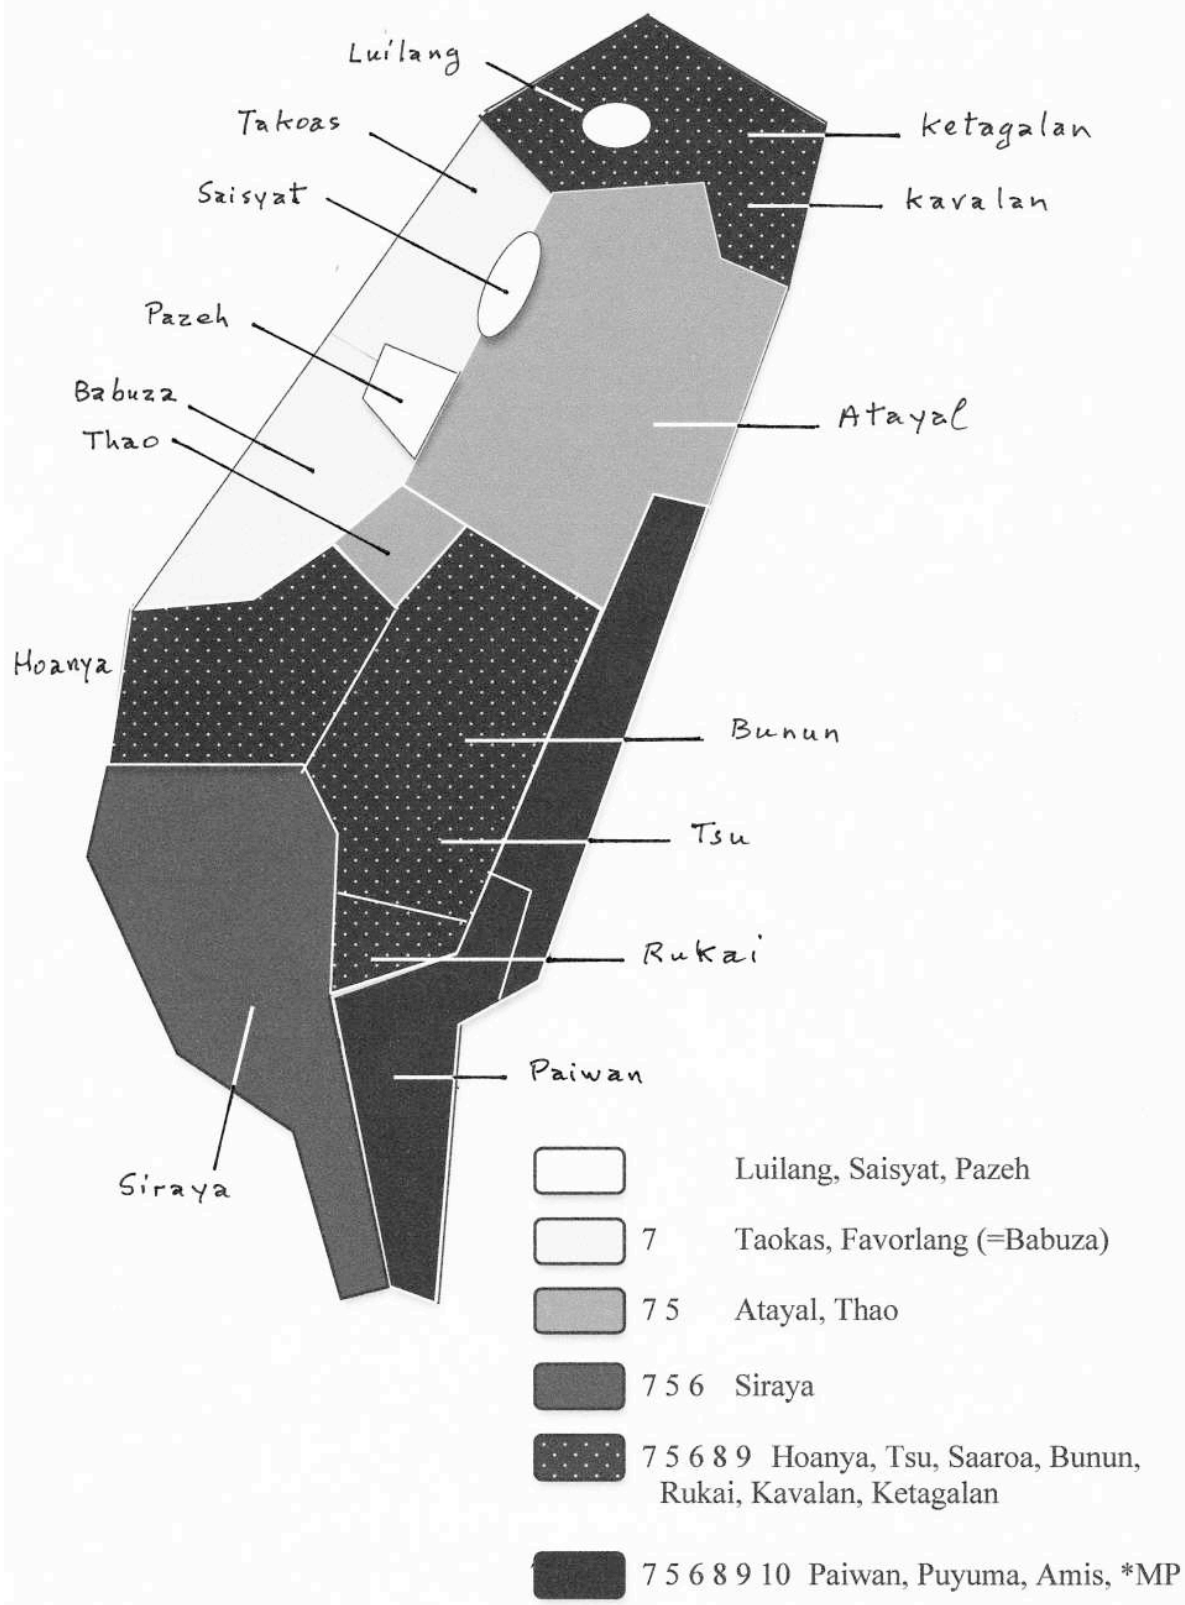 Luilang
Takoas
Ketagalan
Saisyat
Kavalan
Pazeh
Babuza
Atayal
Thao
Hoanya
Bunun
Tsu
Rukai
Paiwan
Siraya
Luilang, Saisyat, Pazeh
7 Taokas, Favorlang (=Babuza)
7 5 Atayal, Thao
7 5 6 Siraya
7 5 6 8 9 Hoanya, Tsu, Saaroa, Bunun,
Rukai, Kavalan, Ketagalan
7 5 6 8 9 10 Paiwan, Puyuma, Amis, *MP